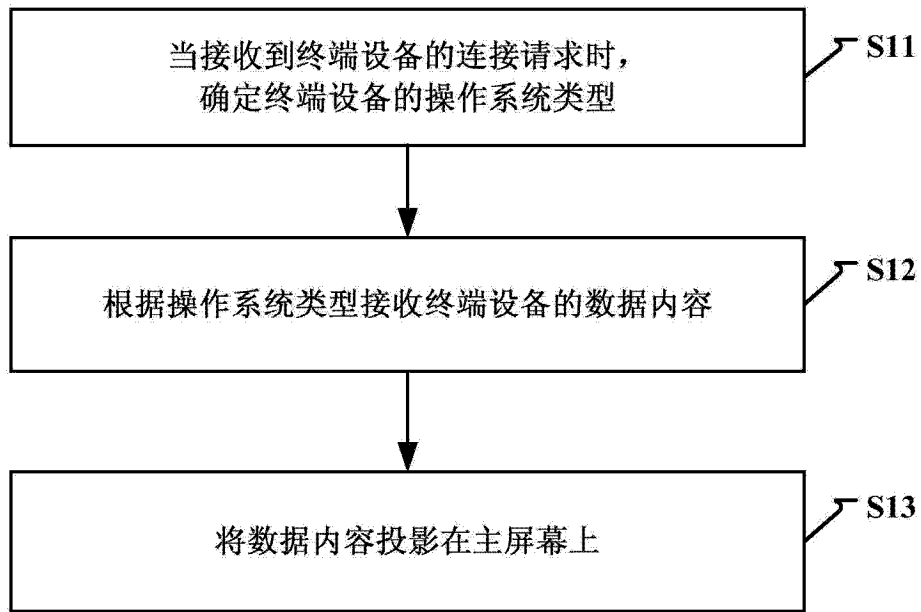 当接收到终端设备的连接请求时，
确定终端设备的操作系统类型
S11
根据操作系统类型接收终端设备的数据内容
S12
将数据内容投影在主屏幕上
S13